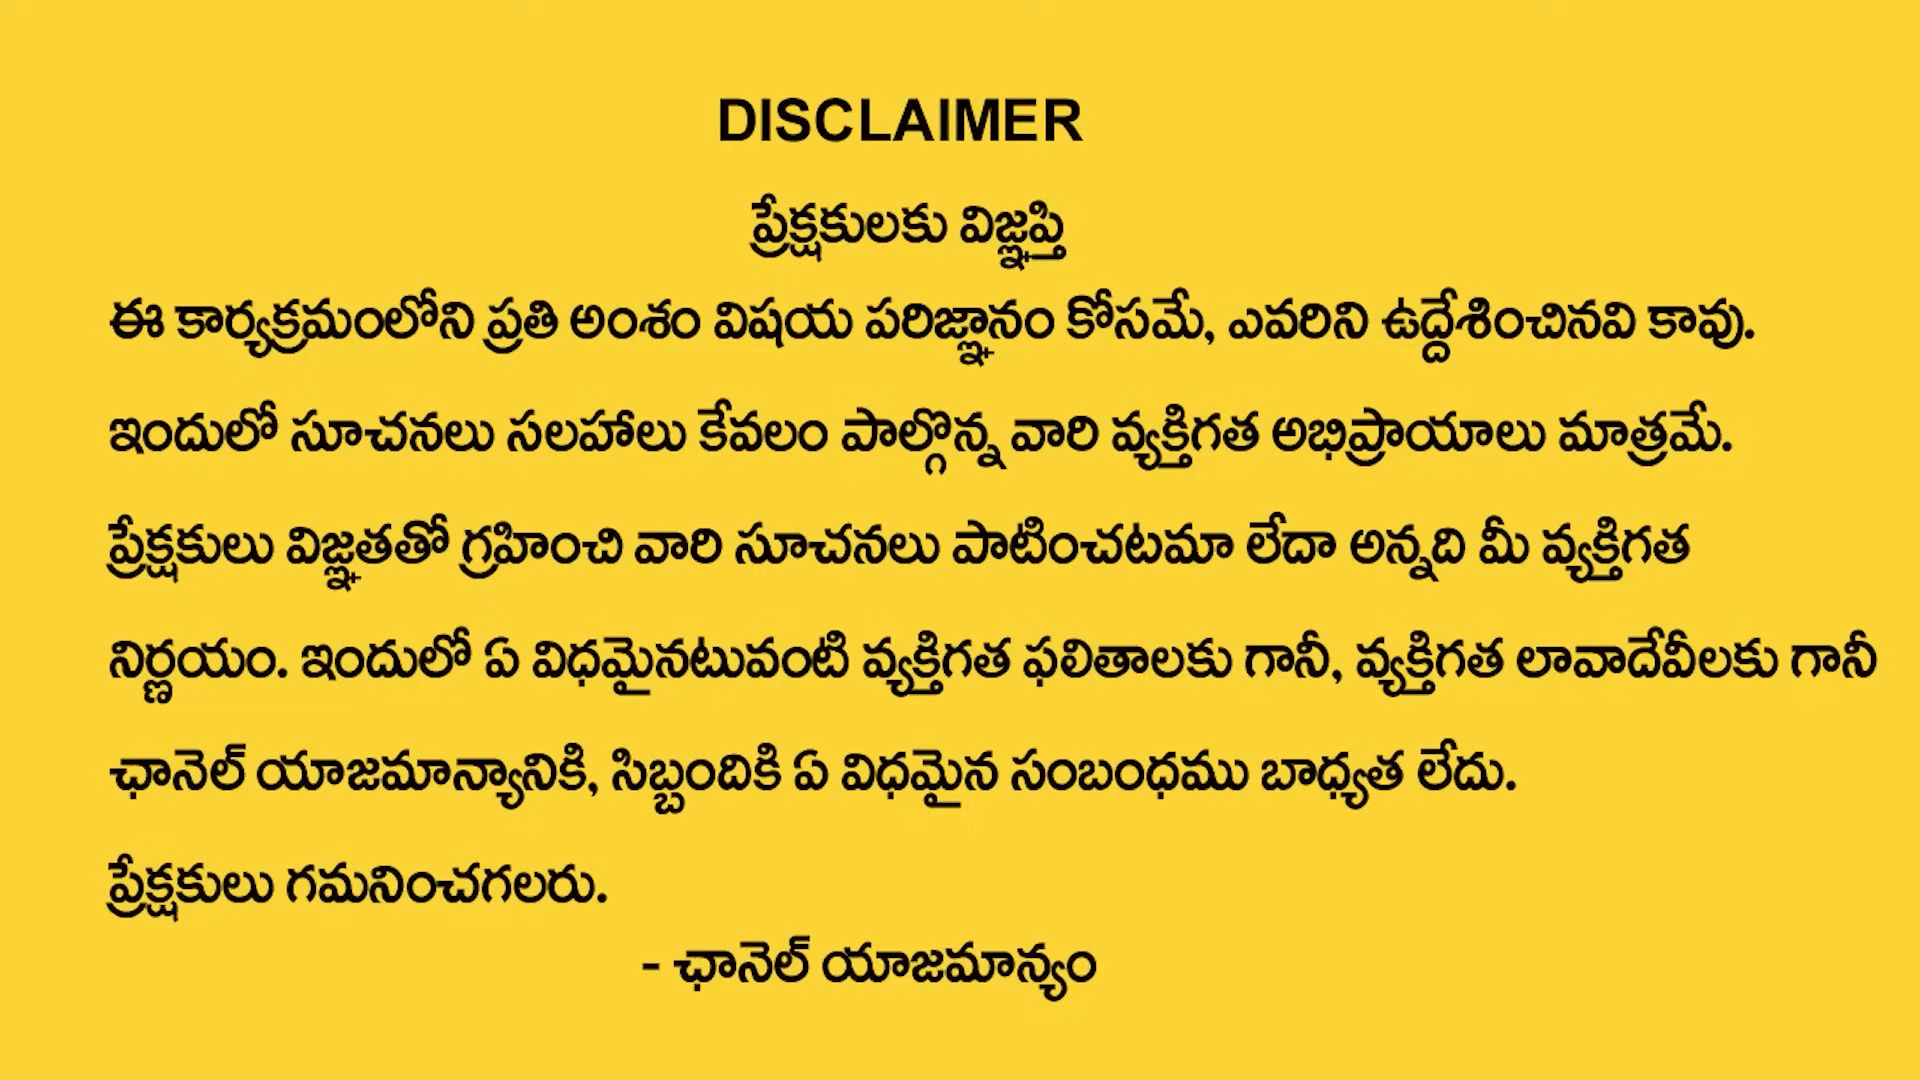 DISCLAIMER
ప్రేక్షకులకు విజ్ఞప్తి
ఈ కార్యక్రమంలోని ప్రతి అంశం విషయ పరిజ్ఞానం కోసమే, ఎవరిని ఉద్దేశించినవి కావు.
ఇందులో సూచనలు సలహాలు కేవలం పాల్గొన్న వారి వ్యక్తిగత అభిప్రాయాలు మాత్రమే.
ప్రేక్షకులు విజ్ఞతతో గ్రహించి వారి సూచనలు పాటించటమా లేదా అన్నది మీ వ్యక్తిగత
నిర్ణయం. ఇందులో ఏ విధమైనటువంటి వ్యక్తిగత ఫలితాలకు గానీ, వ్యక్తిగత లావాదేవీలకు గానీ
ఛానెల్ యాజమాన్యానికి, సిబ్బందికి ఏ విధమైన సంబంధము బాధ్యత లేదు.
ప్రేక్షకులు గమనించగలరు.
- ఛానెల్ యాజమాన్యం